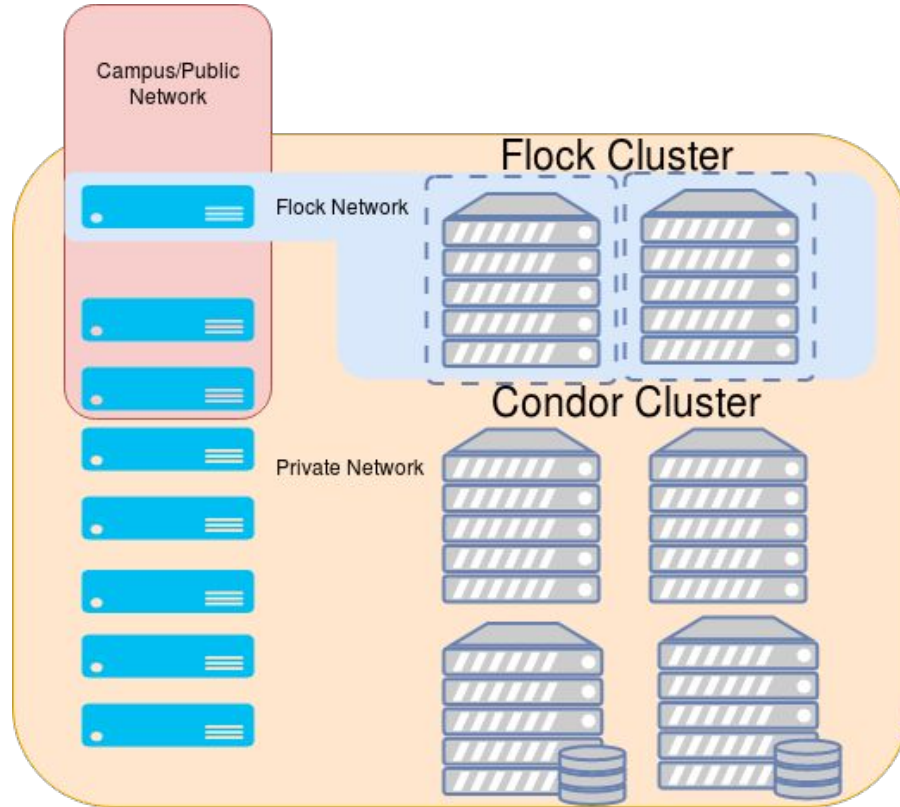 Campus/Public
Network
Flock Cluster
Flock Network
Condor Cluster
Private Network